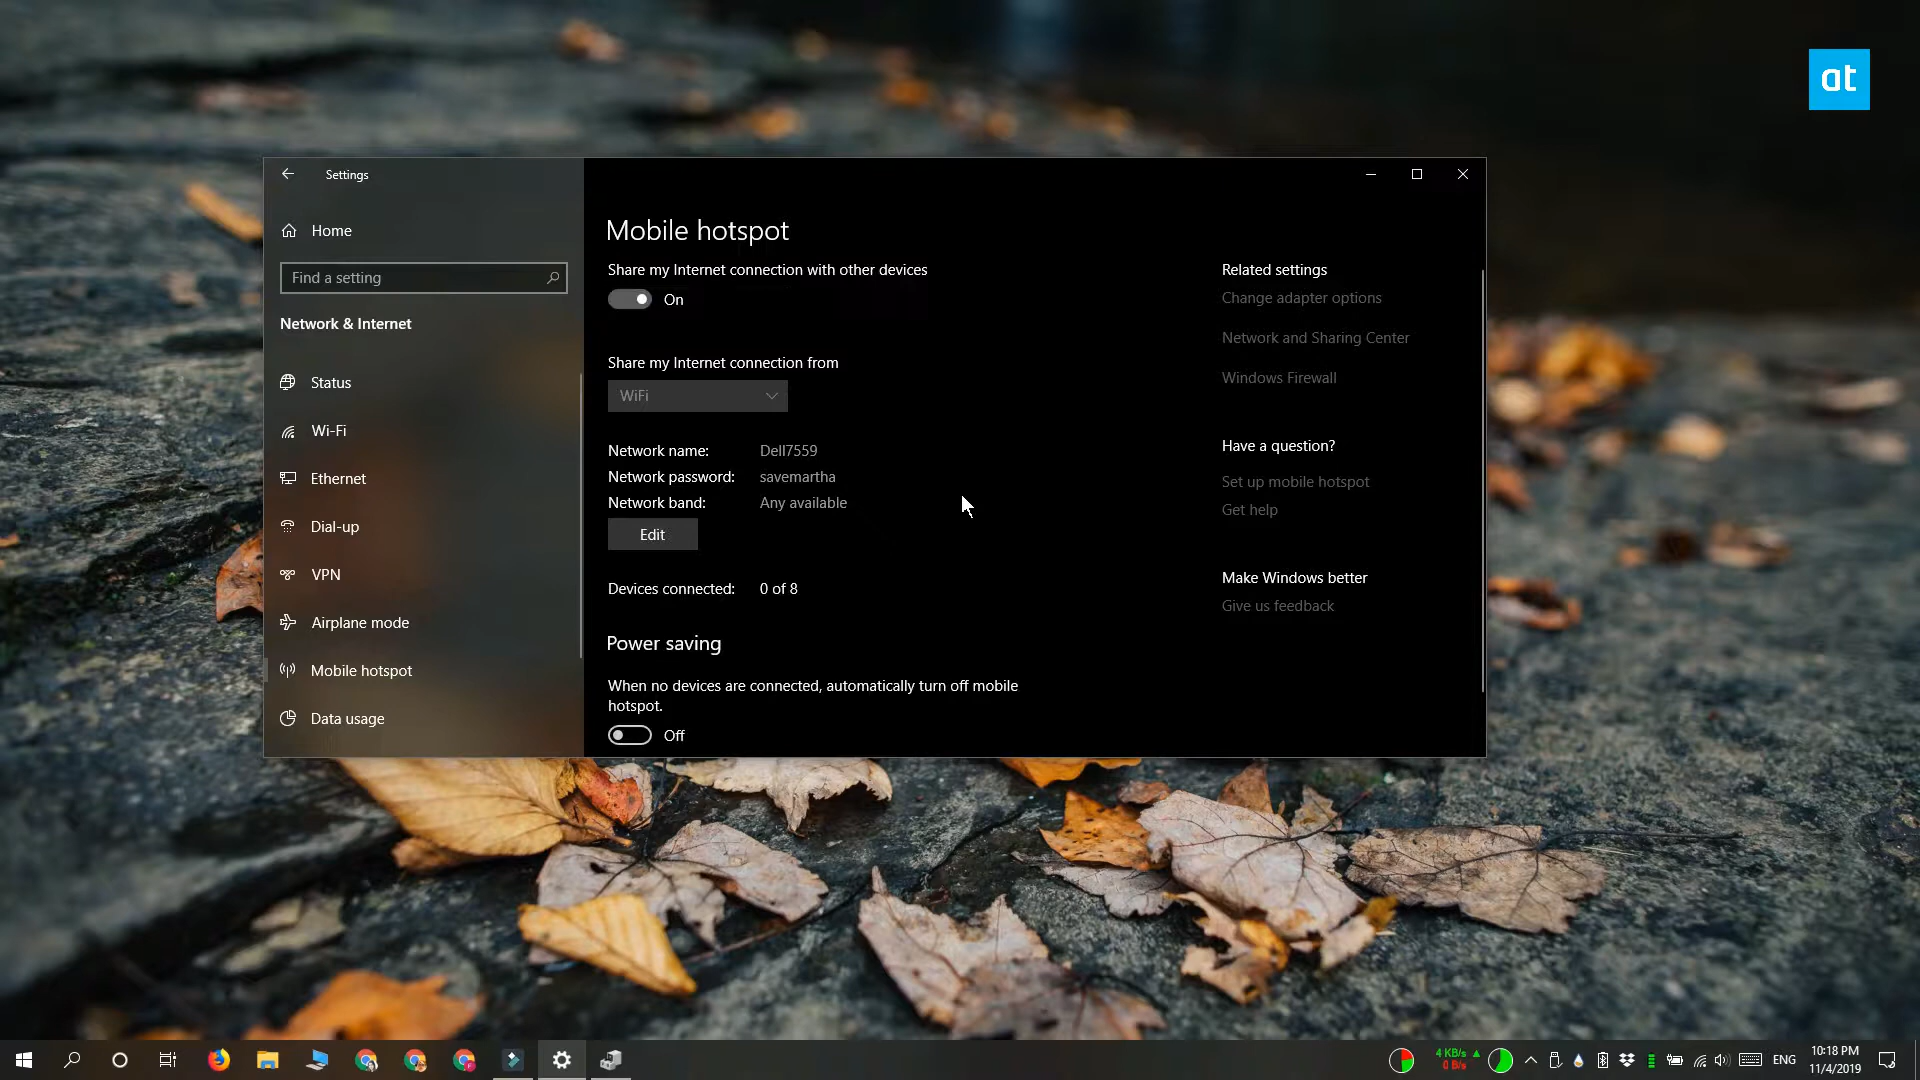 at
Settings
Home
Find a setting
Network & Internet
Status
Wi-Fi
Ethernet
Dial-up
VPN
Airplane mode
Mobile hotspot
Data usage
Mobile hotspot
Share my Internet connection with other devices
On
Share my Internet connection from
WiFi
Network name: Dell7559
Network password: savemartha
Network band: Any available
Edit
Devices connected: 0 of 8
Power saving
When no devices are connected, automatically turn off mobile
hotspot.
Off
Related settings
Change adapter options
Network and Sharing Center
Windows Firewall
Have a question?
Set up mobile hotspot
Get help
Make Windows better
Give us feedback
4 KB/s
0 B/s
ENG
10:18 PM
11/4/2019